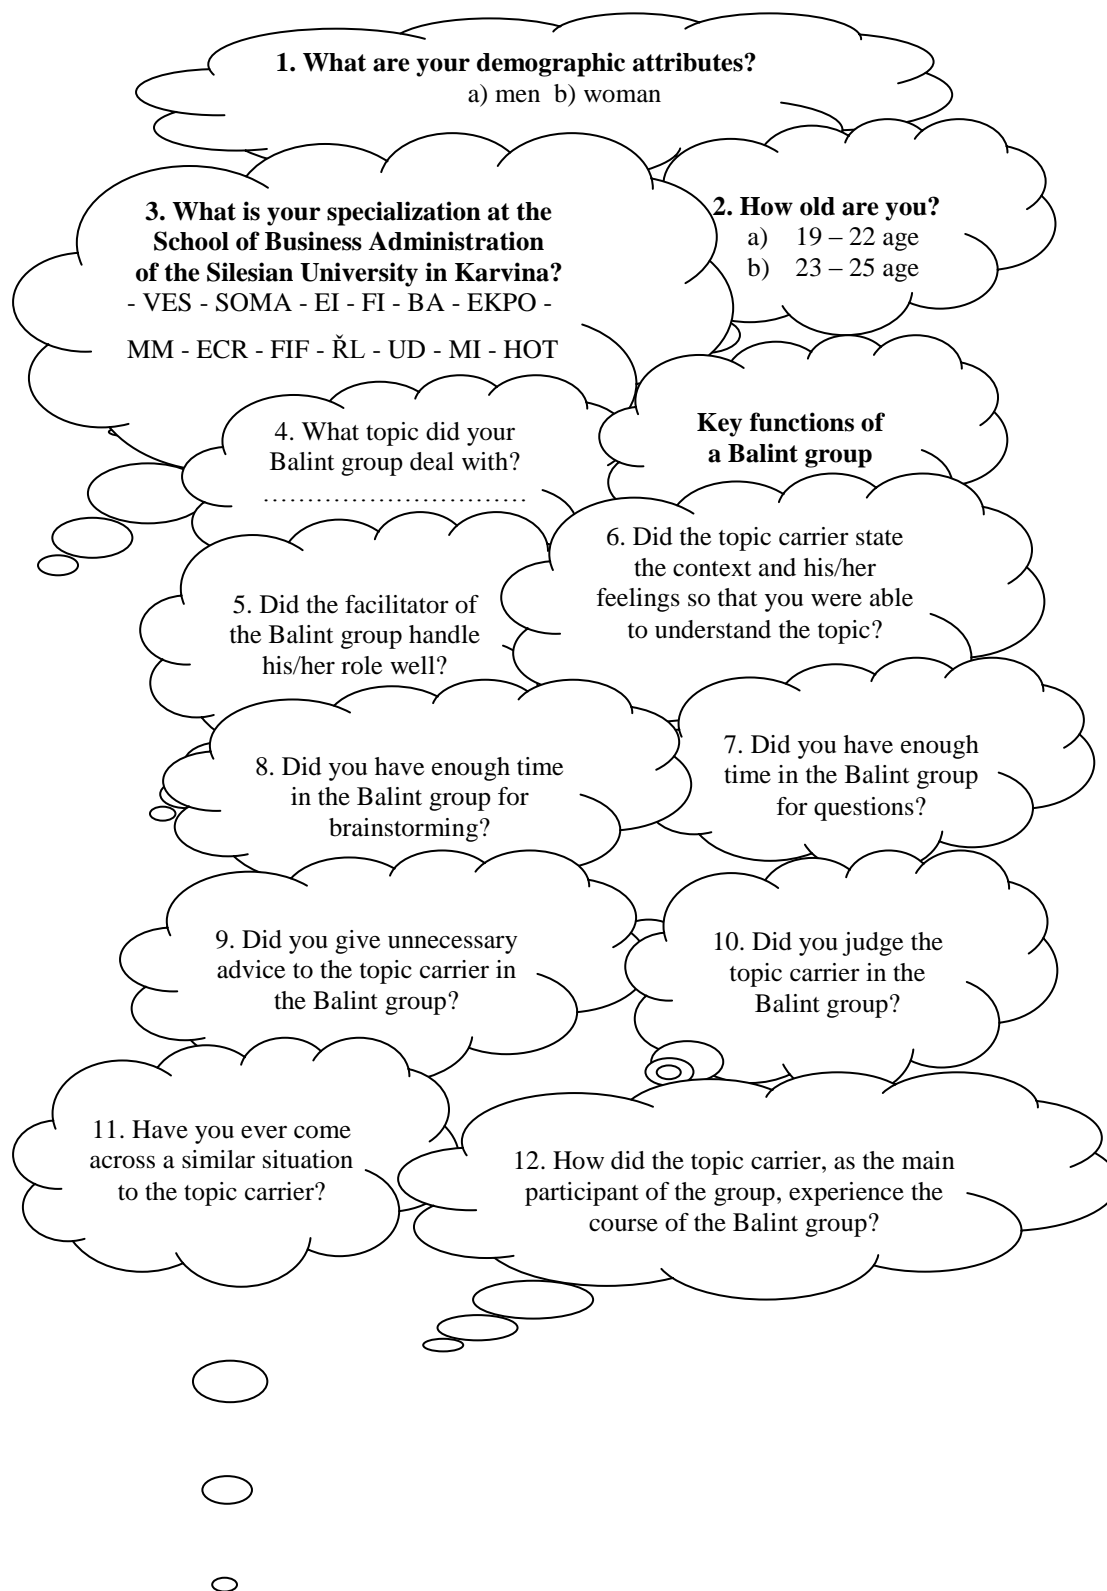 1. What are your demographic attributes?
a) men b) woman
2. How old are you?
a) 19 – 22 age
b) 23 – 25 age
3. What is your specialization at the
School of Business Administration
of the Silesian University in Karvina?
- VES - SOMA - EI - FI - BA - EKPO -
MM - ECR - FIF - ŘL - UD - MI - HOT
4. What topic did your
Balint group deal with?
…………………………
Key functions of
a Balint group
5. Did the facilitator of
the Balint group handle
his/her role well?
6. Did the topic carrier state
the context and his/her
feelings so that you were able
to understand the topic?
7. Did you have enough
time in the Balint group
for questions?
8. Did you have enough time
in the Balint group for
brainstorming?
9. Did you give unnecessary
advice to the topic carrier in
the Balint group?
10. Did you judge the
topic carrier in the
Balint group?
11. Have you ever come
across a similar situation
to the topic carrier?
12. How did the topic carrier, as the main
participant of the group, experience the
course of the Balint group?